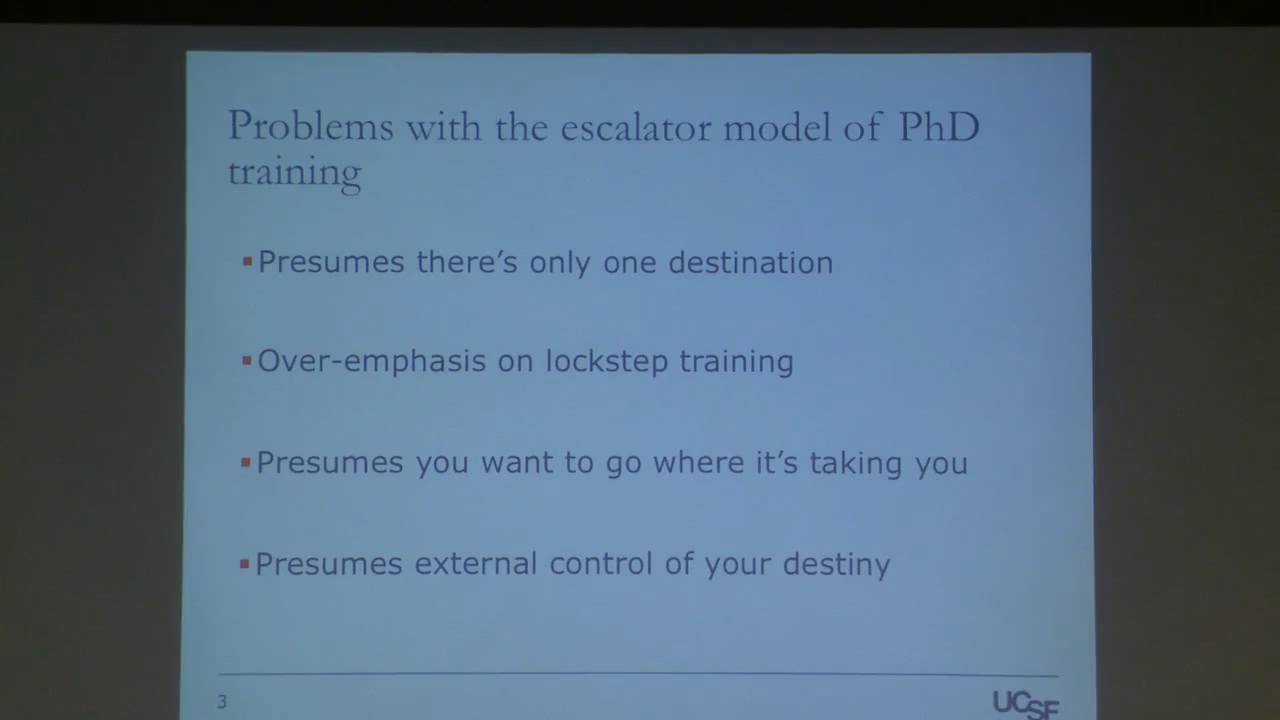 Problems with the escalator model of PhD
training
▪Presumes there's only one destination
▪Over-emphasis on lockstep training
▪Presumes you want to go where it's taking you
▪Presumes external control of your destiny
3
UCSF